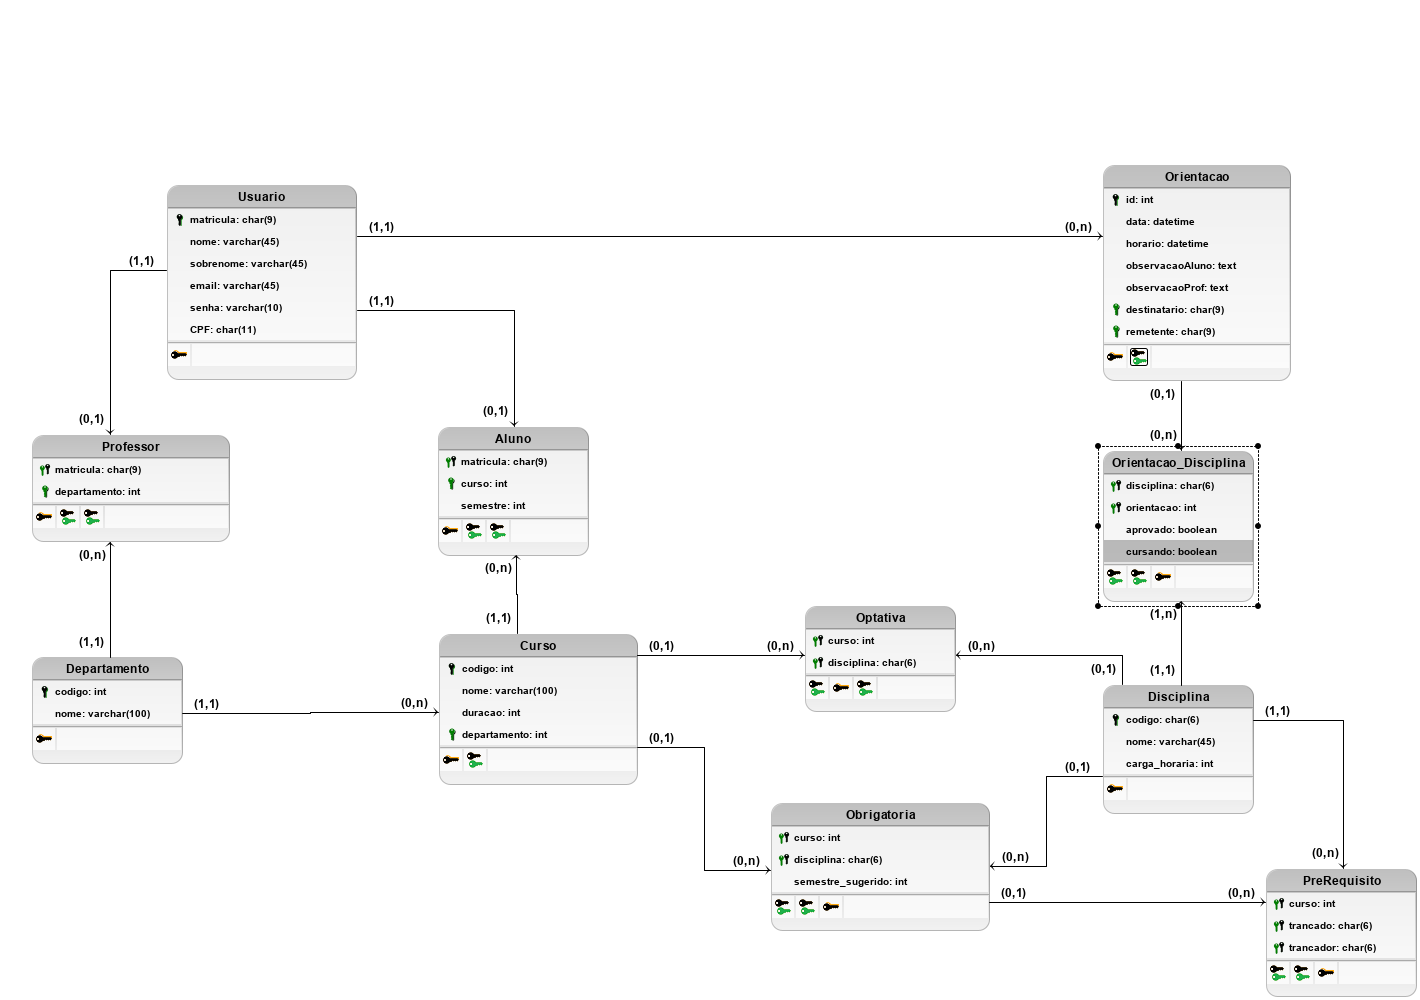 Usuario
matricula: char(9)
nome: varchar(45)
sobrenome: varchar(45)
email: varchar(45)
senha: varchar(10)
CPF: char(11)
(1,1)
(0,n)
(1,1)
(1,1)
(0,1)
(0,1)
Orientacao
id: int
data: datetime
horario: datetime
observacaoAluno: text
observacaoProf: text
destinatario: char(9)
remetente: char(9)
(0,1)
(0,n)
Professor
matricula: char(9)
departamento: int
(0,n)
(1,1)
Aluno
matricula: char(9)
curso: int
semestre: int
(0,n)
(1,1)
Orientacao_Disciplina
disciplina: char(6)
orientacao: int
aprovado: boolean
cursando: boolean
(1,n)
(1,1)
Departamento
codigo: int
nome: varchar(100)
(1,1)
(0,n)
Curso
codigo: int
nome: varchar(100)
duracao: int
departamento: int
(0,1)
(0,n)
(0,1)
(0,n)
Optativa
curso: int
disciplina: char(6)
(0,n)
(0,1)
Disciplina
codigo: char(6)
nome: varchar(45)
carga_horaria: int
(1,1)
(0,n)
(0,1)
(0,n)
Obrigatoria
curso: int
disciplina: char(6)
semestre_sugerido: int
(0,1)
(0,n)
PreRequisito
curso: int
trancado: char(6)
trancador: char(6)